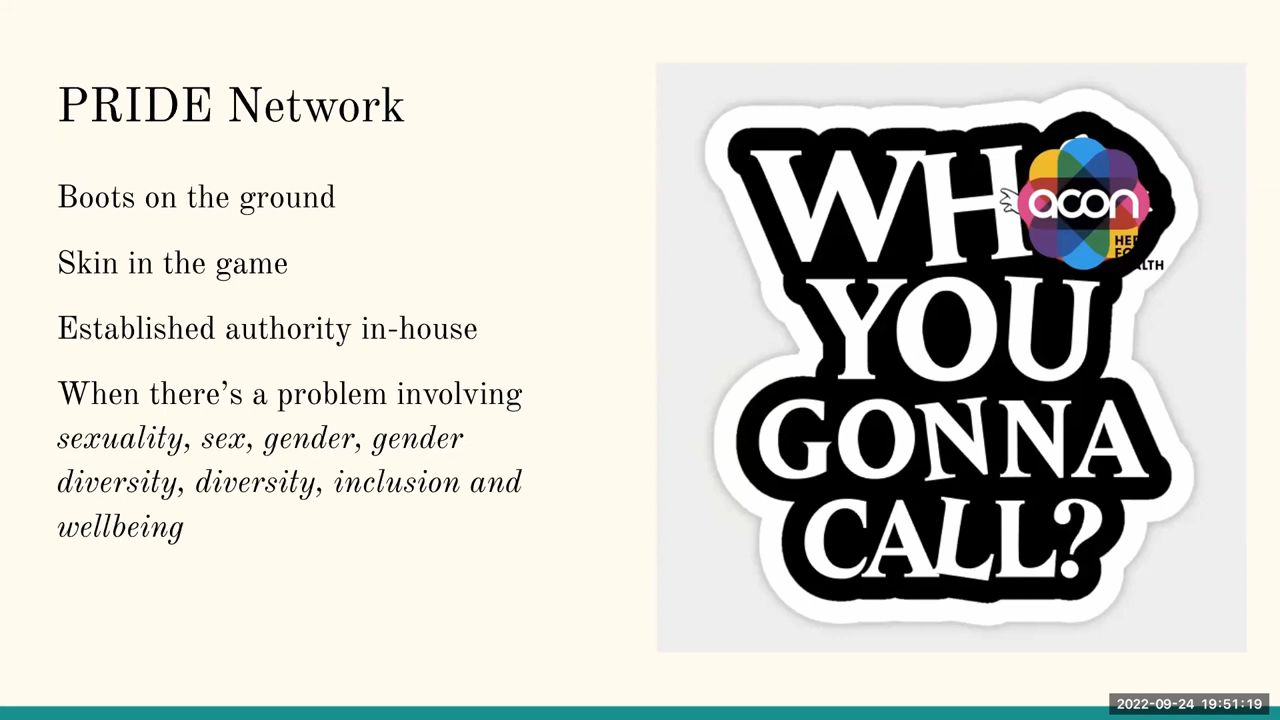 PRIDE Network
Boots on the ground
Skin in the game
Established authority in-house
When there’s a problem involving
sexuality, sex, gender, gender
diversity, diversity, inclusion and
wellbeing
WH
acon
YOU
GONNA
CALL?
2022-09-24 19:51:19